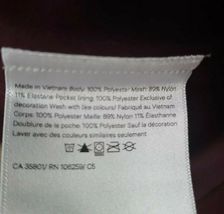 Made in Vietnam Body: 100% Polyester Mesh: 89% Nylon
11% Elastane Pocket lining: 100% Polyester Exclusive of
decoration Wash with like colours/ Fabriqué au Vietnam
Corps: 100% Polyester Maille: 89% Nylon 11% Élasthanne
Doublure de la poche: 100% Polyester Sauf la décoration
Laver avec des couleurs similaires seulement
CA 35801/ RN 106259/ C5